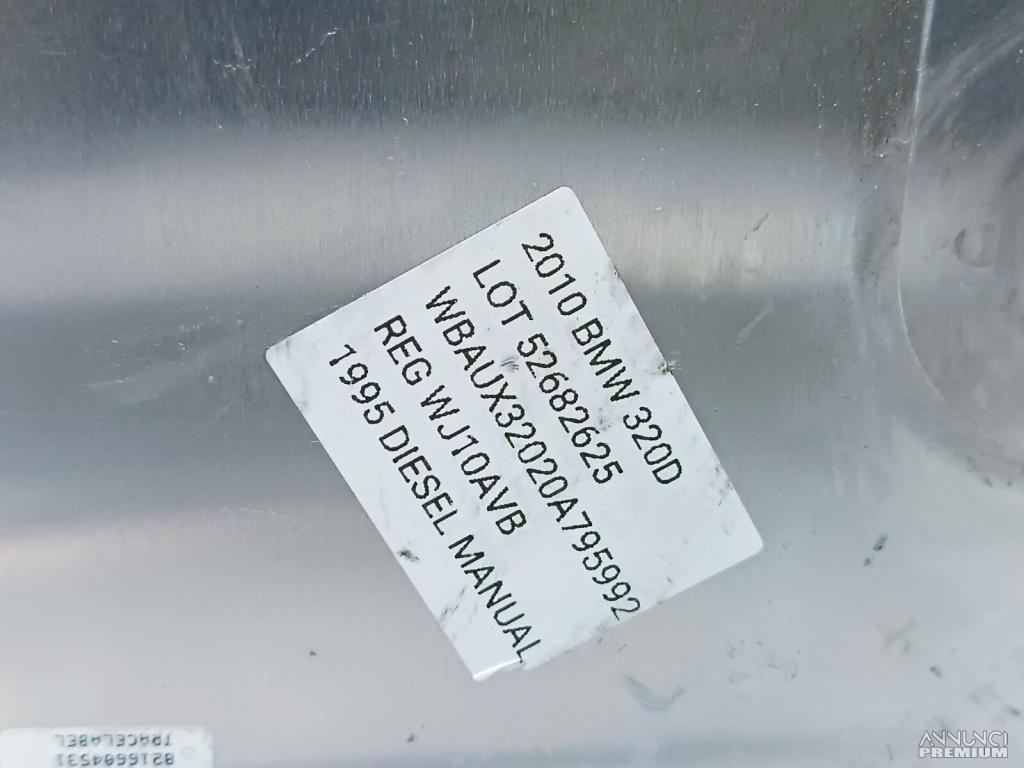 2010 BMW 320D
LOT 52682625
WBAUX32020A795992
REG WJ10AVB
1995 DIESEL MANUAL
TRACELABEL
8216604531
ANNUNCI
PREMIUM